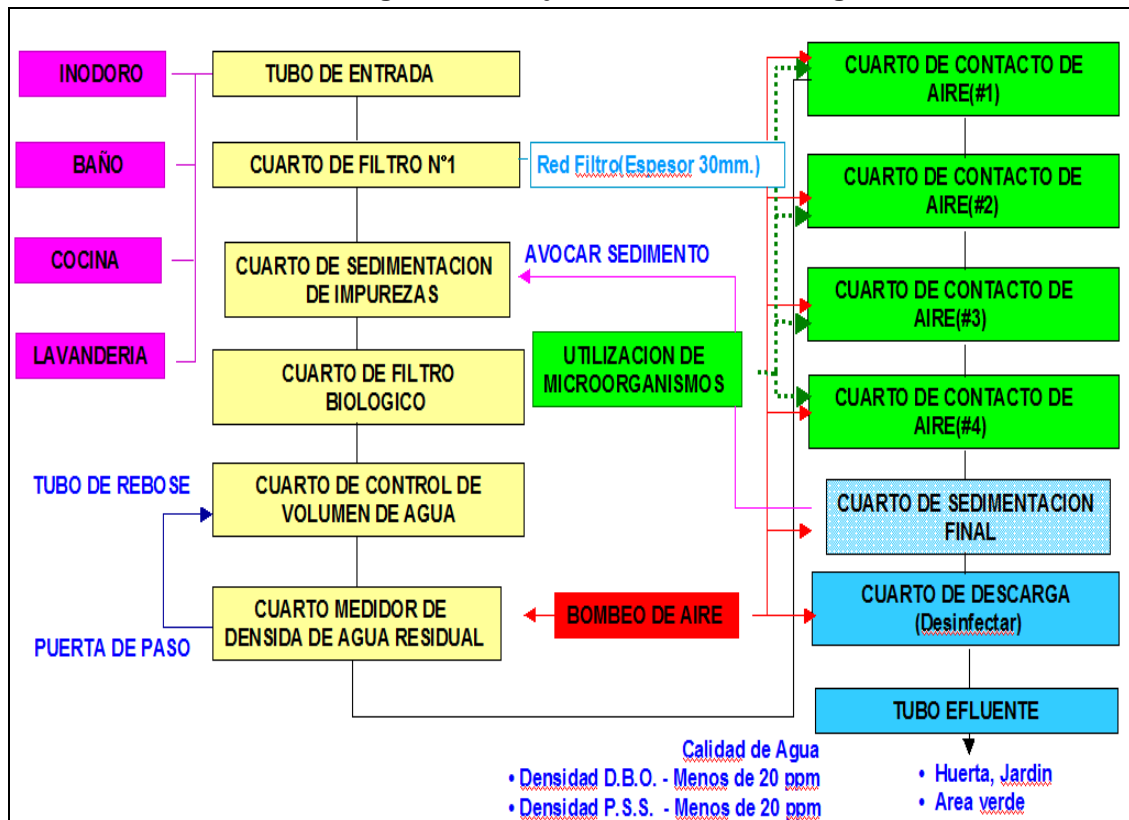 INODORO
BAÑO
COCINA
LAVANDERIA
TUBO DE ENTRADA
CUARTO DE FILTRO N°1
Red Filtro(Espesor 30mm.)
CUARTO DE SEDIMENTACION
DE IMPUREZAS
AVOCAR SEDIMENTO
CUARTO DE FILTRO
BIOLOGICO
UTILIZACION DE
MICROORGANISMOS
TUBO DE REBOSE
CUARTO DE CONTROL DE
VOLUMEN DE AGUA
CUARTO MEDIDOR DE
DENSIDA DE AGUA RESIDUAL
PUERTA DE PASO
BOMBEO DE AIRE
CUARTO DE CONTACTO DE
AIRE(#1)
CUARTO DE CONTACTO DE
AIRE(#2)
CUARTO DE CONTACTO DE
AIRE(#3)
CUARTO DE CONTACTO DE
AIRE(#4)
CUARTO DE SEDIMENTACION
FINAL
CUARTO DE DESCARGA
(Desinfectar)
TUBO EFLUENTE
Calidad de Agua
• Densidad D.B.O. - Menos de 20 ppm
• Densidad P.S.S. - Menos de 20 ppm
• Huerta, Jardin
• Area verde